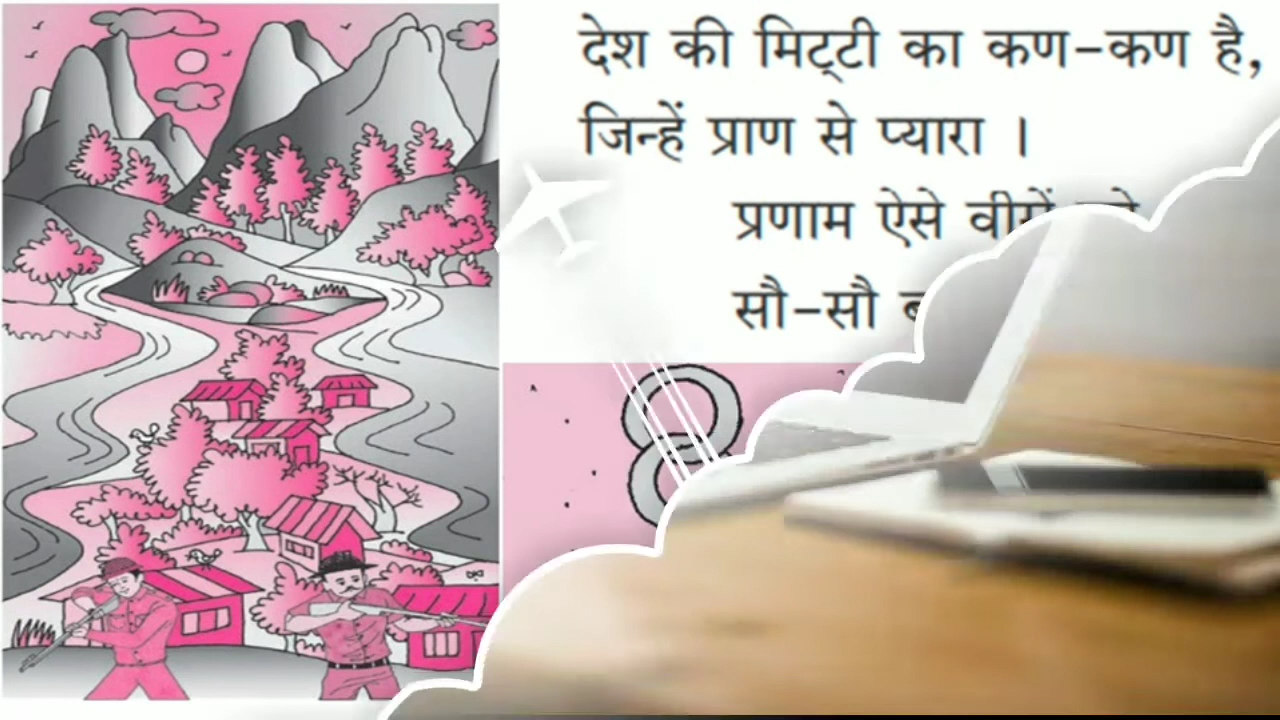 देश की मिट्टी का कण-कण है,
जिन्हें प्राण से प्यारा ।
प्रणाम ऐसे
सौ-सौ
8